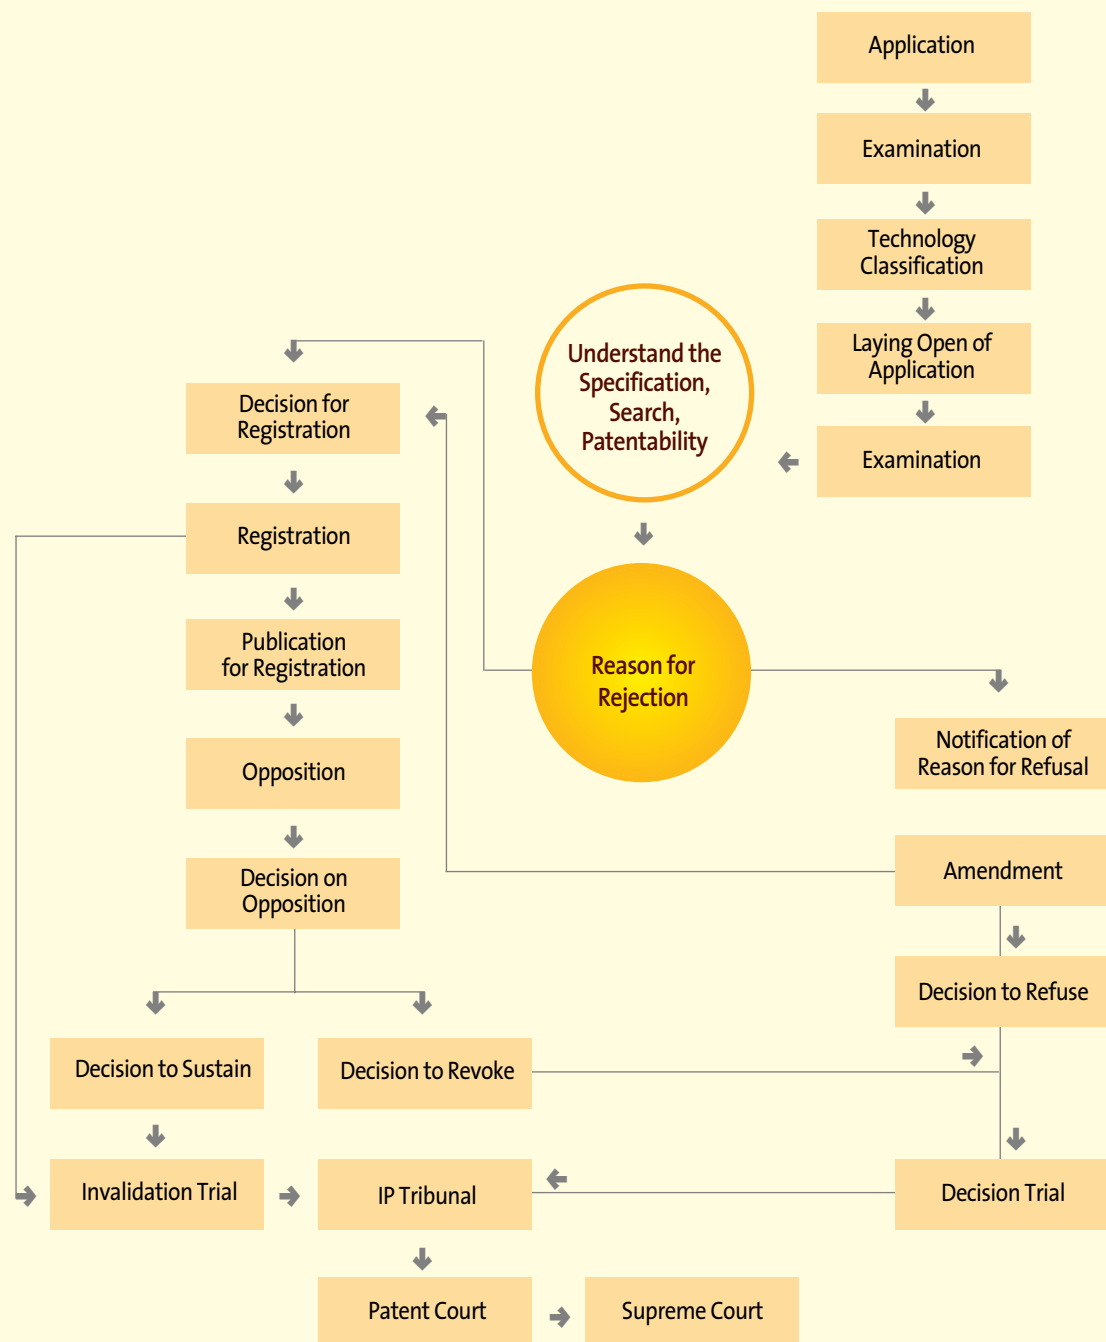 Application
Examination
Technology
Classification
Laying Open of
Application
Examination
Understand the
Specification,
Search,
Patentability
Reason for
Rejection
Decision for
Registration
Registration
Publication
for Registration
Opposition
Decision on
Opposition
Notification of
Reason for Refusal
Amendment
Decision to Refuse
Decision to Sustain
Decision to Revoke
Invalidation Trial
IP Tribunal
Decision Trial
Patent Court
Supreme Court